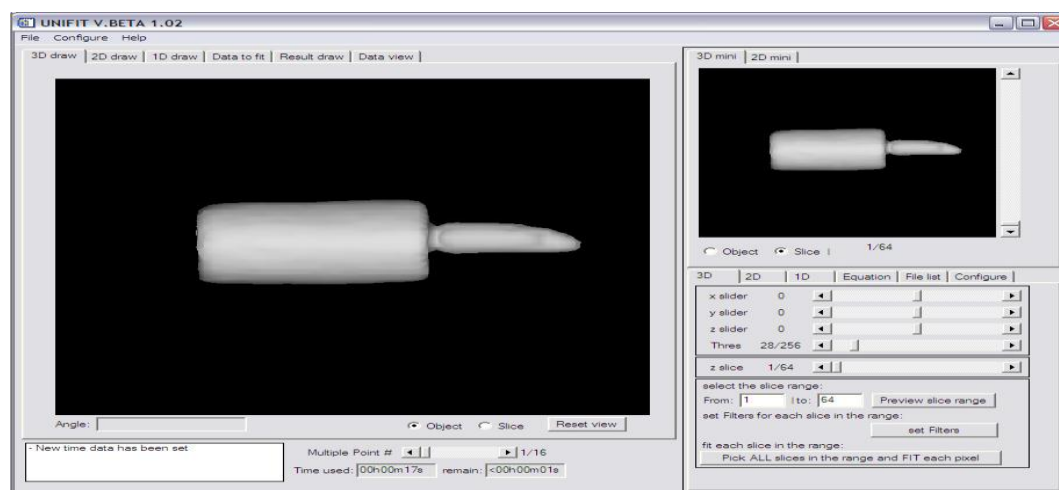 UNIFIT V.BETA 1.02
File Configure Help
3D draw 2D draw 1D draw Data to fit Result draw Data view
Angle:
Object Slice Reset view
- New time data has been set
Multiple Point # 1/16
Time used: 00h00m17s remain: <00h00m01s
3D mini 2D mini
Object Slice 1/64
3D 2D 1D Equation File list Configure
x slider 0
y slider 0
z slider 0
Thres 28/256
z slice 1/64
select the slice range:
From: 1 to: 64 Preview slice range
set Filters for each slice in the range:
set Filters
fit each slice in the range:
Pick ALL slices in the range and FIT each pixel